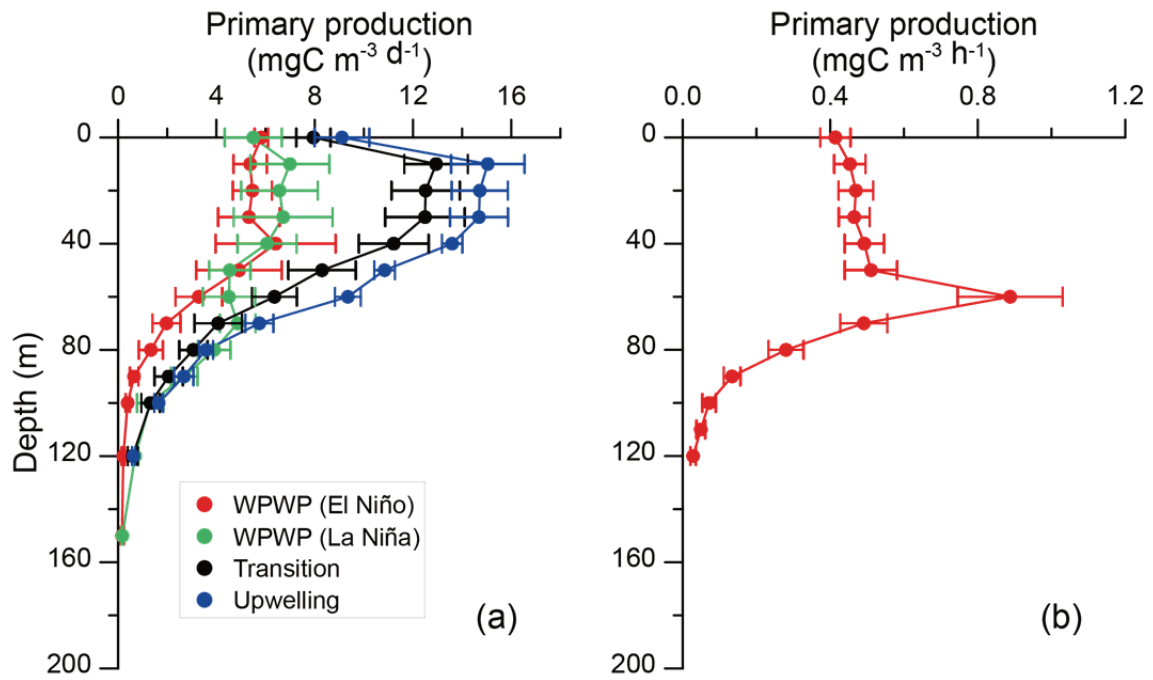 Primary production
(mgC m⁻³ d⁻¹)
0 4 8 12 16
0
40
80
120
160
200
Depth (m)
WPWP (El Niño)
WPWP (La Niña)
Transition
Upwelling
(a)
Primary production
(mgC m⁻³ h⁻¹)
0.0 0.4 0.8 1.2
0
40
80
120
160
200
(b)